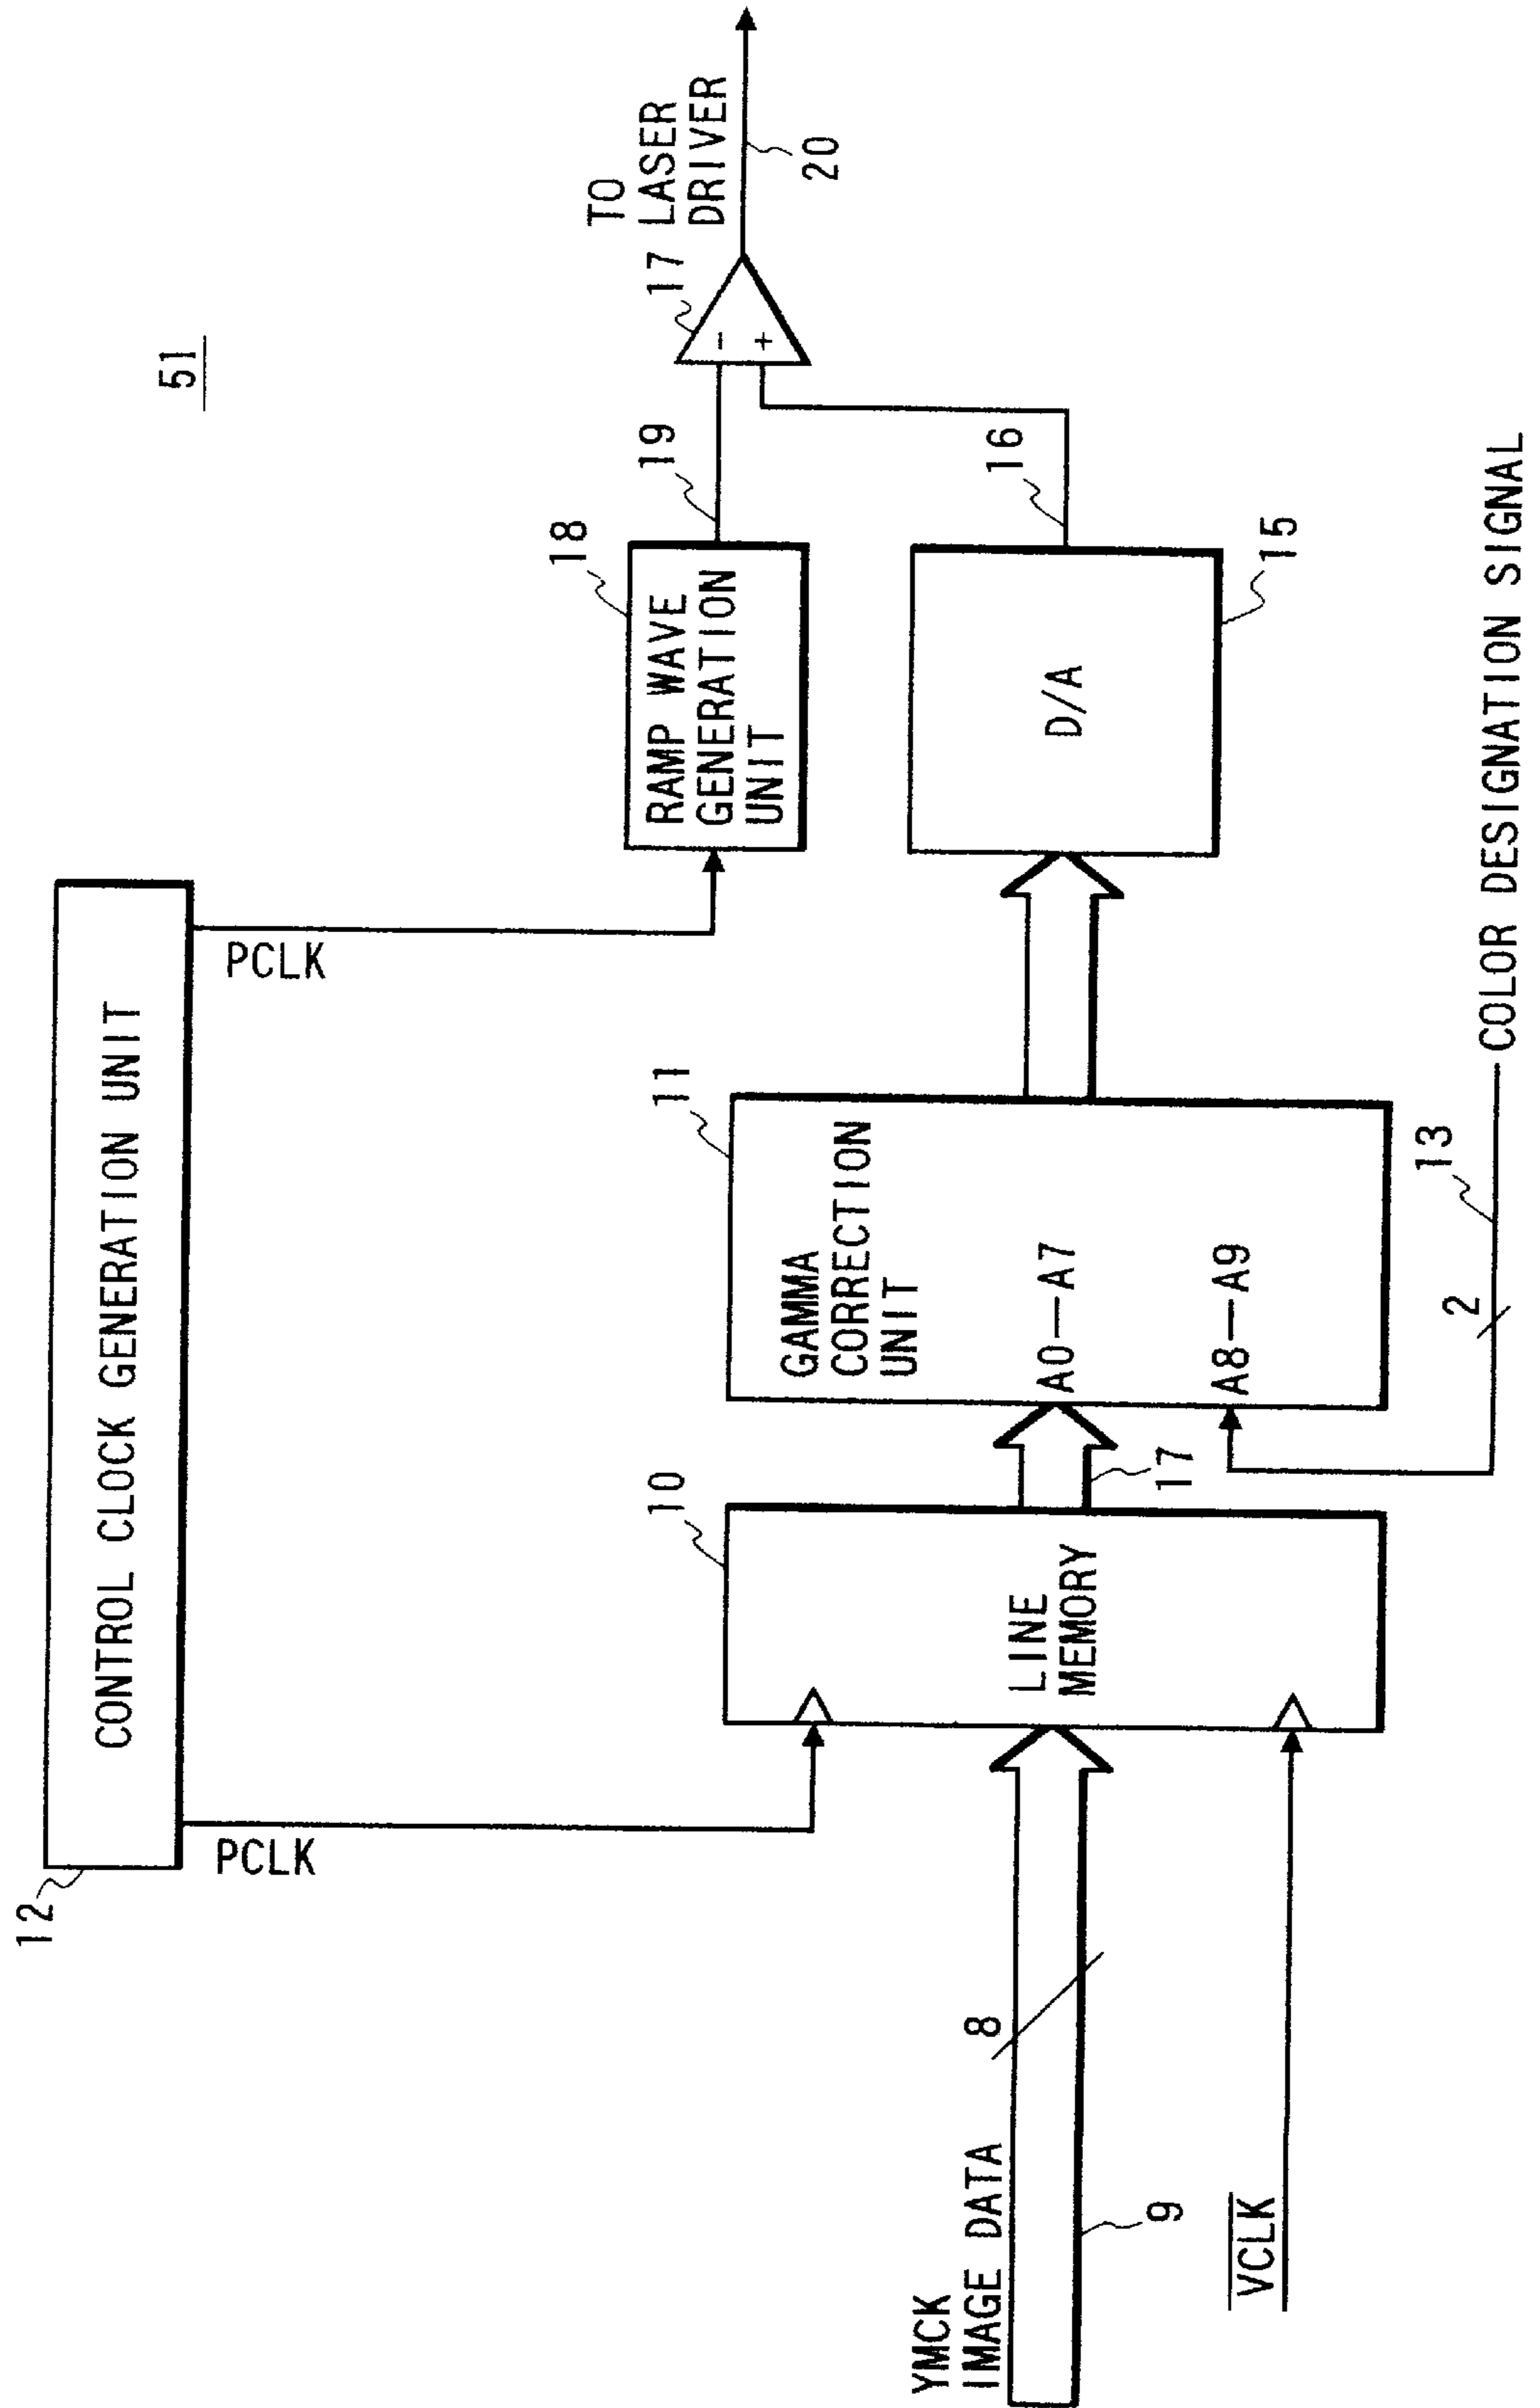 51
12
CONTROL CLOCK GENERATION UNIT
PCLK
PCLK
TO
LASER
DRIVER
18
RAMP WAVE
GENERATION
UNIT
19
17
-
+
20
10
LINE
MEMORY
11
GAMMA
CORRECTION
UNIT
A0—A7
A8—A9
17
D/A
15
16
YMCK
IMAGE DATA
8
9
VCLK
2
13
COLOR DESIGNATION SIGNAL